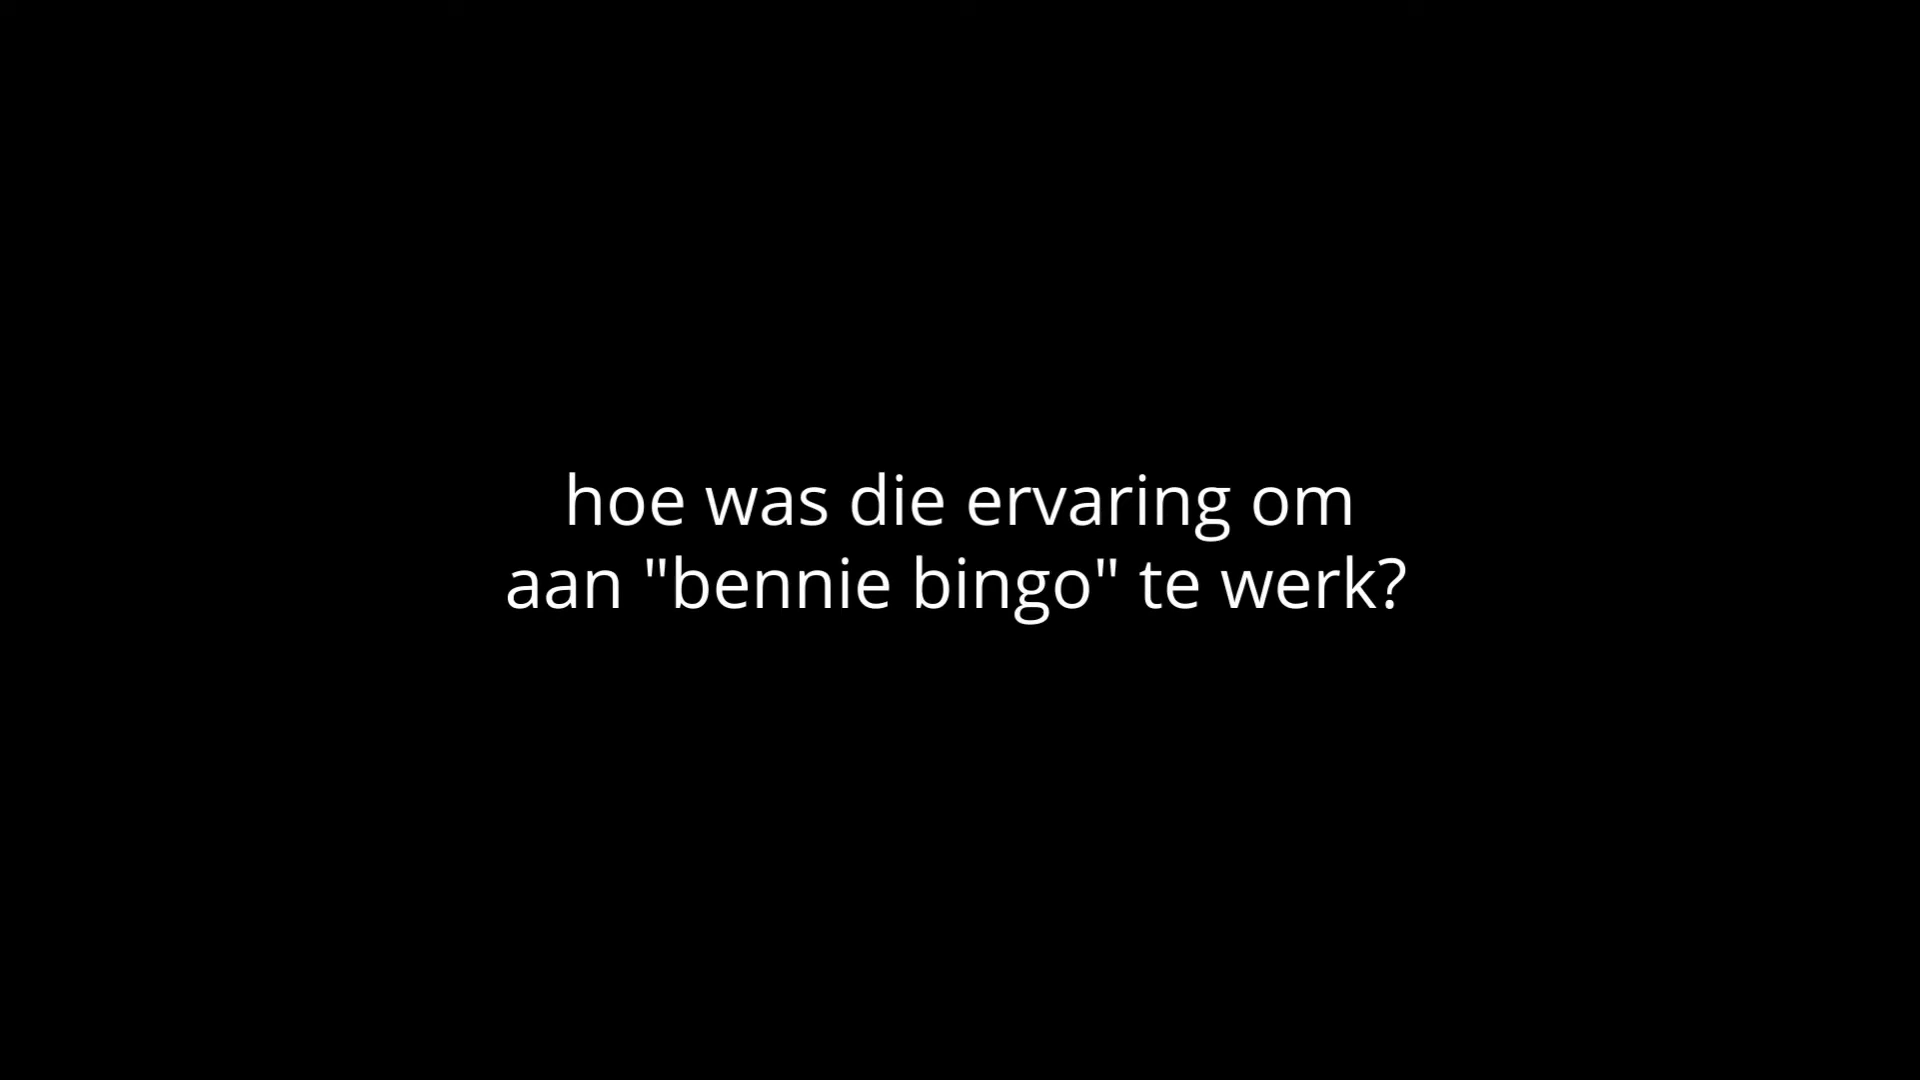 hoe was die ervaring om
aan "bennie bingo" te werk?